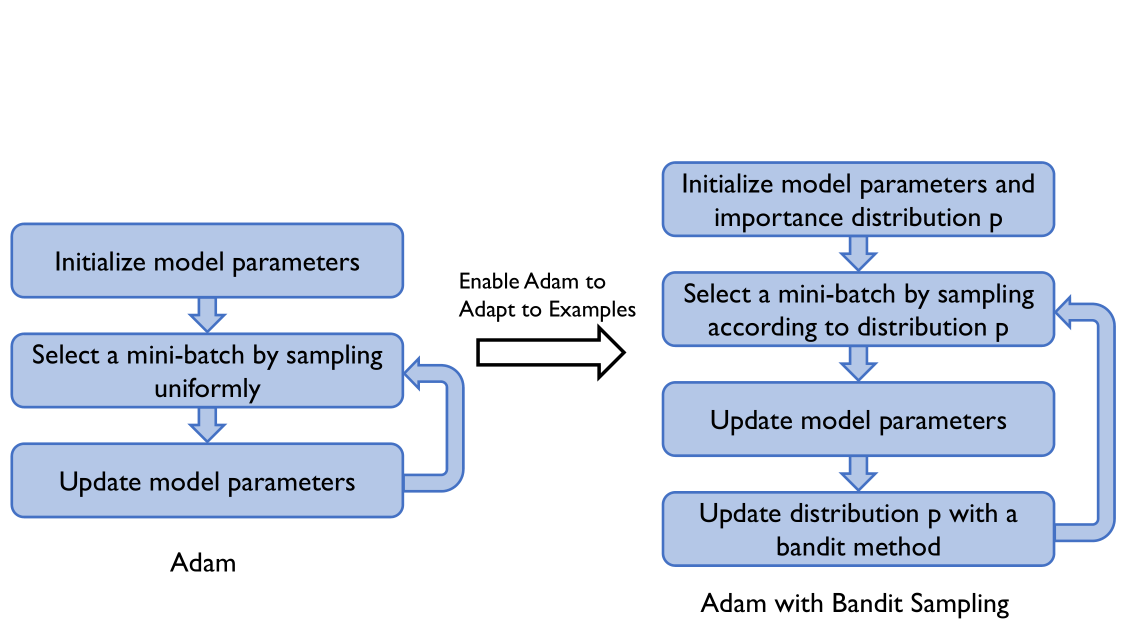 Initialize model parameters
Select a mini-batch by sampling
uniformly
Update model parameters
Adam
Enable Adam to
Adapt to Examples
Initialize model parameters and
importance distribution p
Select a mini-batch by sampling
according to distribution p
Update model parameters
Update distribution p with a
bandit method
Adam with Bandit Sampling